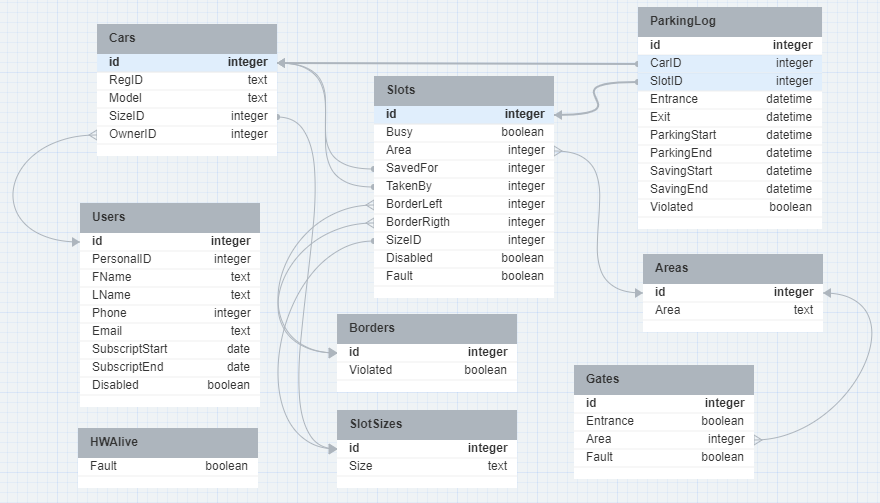 Cars
id integer
RegID text
Model text
SizeID integer
OwnerID integer
Users
id integer
PersonalID integer
FName text
LName text
Phone integer
Email text
SubscriptStart date
SubscriptEnd date
Disabled boolean
HWAlive
Fault boolean
Slots
id integer
Busy boolean
Area integer
SavedFor integer
TakenBy integer
BorderLeft integer
BorderRigth integer
SizeID integer
Disabled boolean
Fault boolean
Borders
id integer
Violated boolean
SlotSizes
id integer
Size text
ParkingLog
id integer
CarID integer
SlotID integer
Entrance datetime
Exit datetime
ParkingStart datetime
ParkingEnd datetime
SavingStart datetime
SavingEnd datetime
Violated boolean
Areas
id integer
Area text
Gates
id integer
Entrance boolean
Area integer
Fault boolean